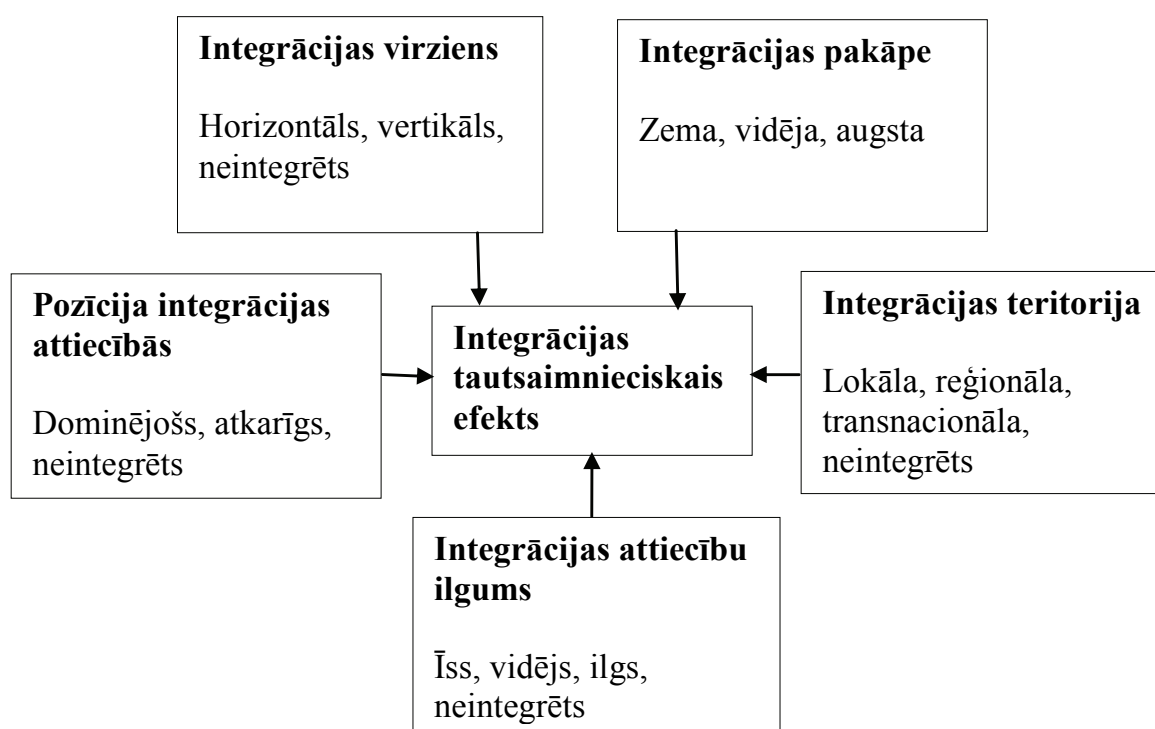 Integrācijas virziens
Horizontāls, vertikāls,
neintegrēts
Integrācijas pakāpe
Zema, vidēja, augsta
Pozīcija integrācijas
attiecībās
Dominējošs, atkarīgs,
neintegrēts
Integrācijas
tautsaimnieciskais
efekts
Integrācijas teritorija
Lokāla, reģionāla,
transnacionāla,
neintegrēts
Integrācijas attiecību
ilgums
Īss, vidējs, ilgs,
neintegrēts